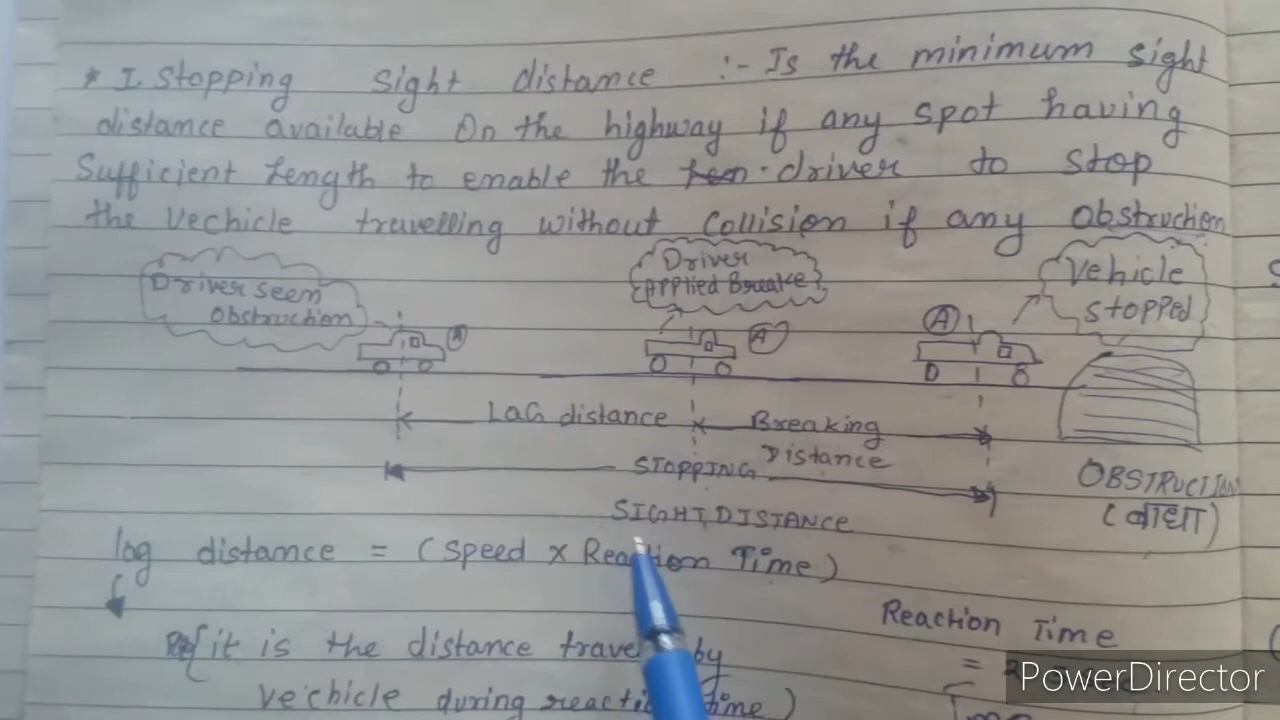 * I. Stopping Sight distance :- Is the minimum sight
distance available On the highway if any spot having
Sufficient Length to enable the driver to stop
the Vechicle travelling without Collision if any Obstruction
Driver seen
Obstruction
Driver
Applied Breake
Vehicle
stopped
A
A
A
LaG distance
Breaking
Distance
STOPPING
SIGHT DISTANCE
OBSTRUCTION
(बाधा)
log distance = (Speed x Reaction Time)
Reaction Time
{it is the distance trave by
vechicle during reaction time)
=
PowerDirector